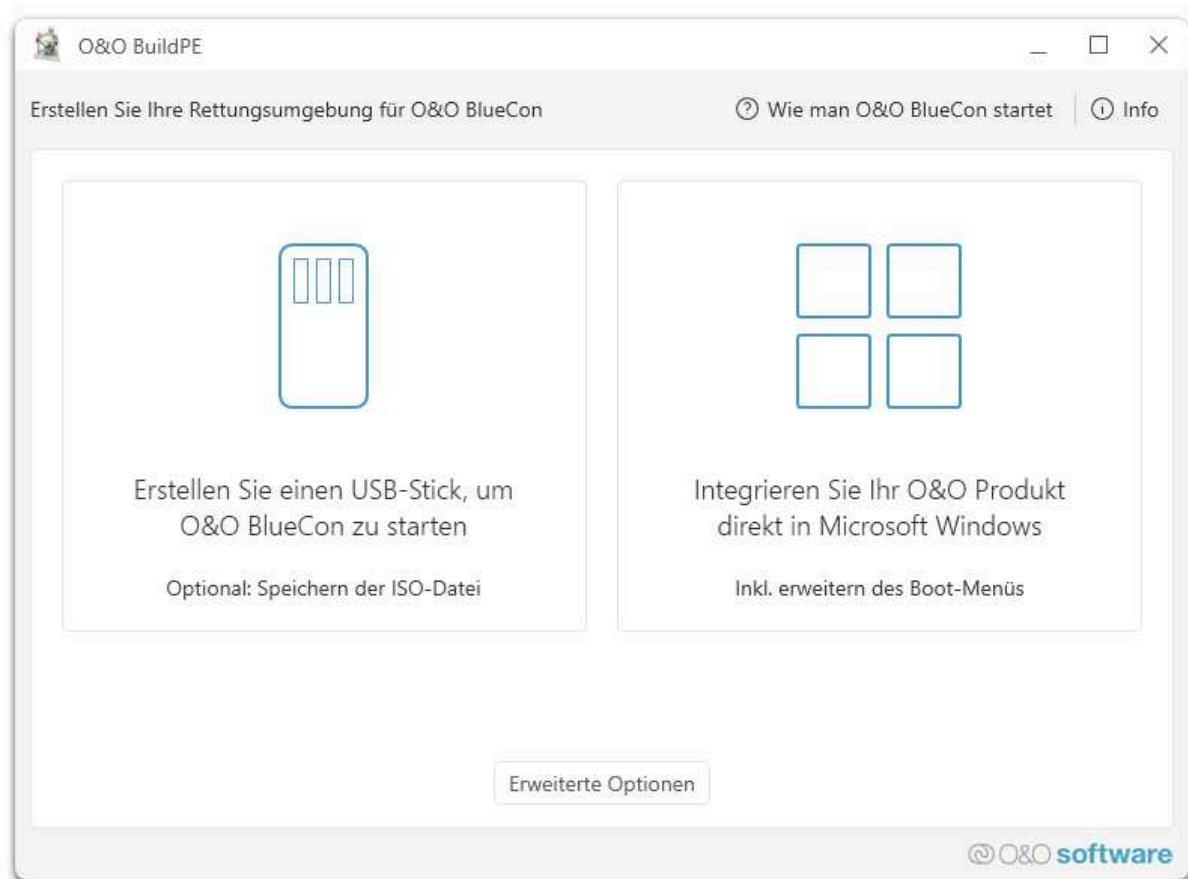 O&O BuildPE
Erstellen Sie Ihre Rettungsumgebung für O&O BlueCon
Wie man O&O BlueCon startet
Info
Erstellen Sie einen USB-Stick, um
O&O BlueCon zu starten
Optional: Speichern der ISO-Datei
Integrieren Sie Ihr O&O Produkt
direkt in Microsoft Windows
Inkl. erweitern des Boot-Menüs
Erweiterte Optionen
O&O software